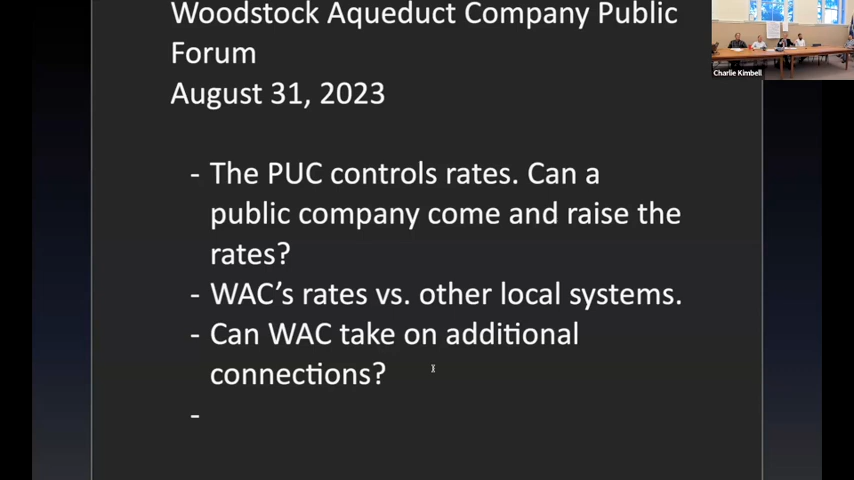 Woodstock Aqueduct Company Public
Forum
August 31, 2023
- The PUC controls rates. Can a
public company come and raise the
rates?
- WAC’s rates vs. other local systems.
- Can WAC take on additional
connections?
-
Charlie Kimbell